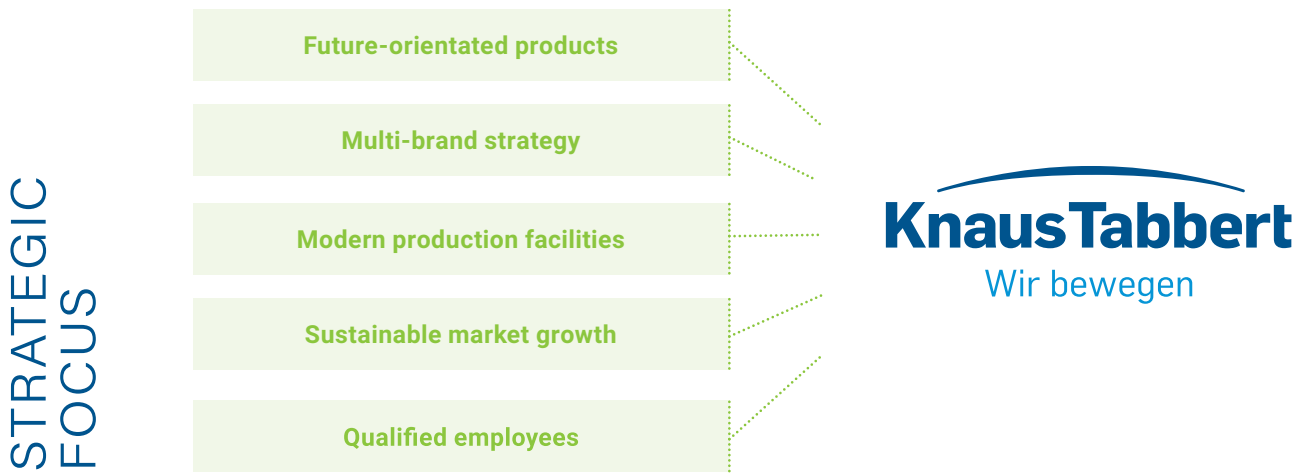 STRATEGIC
FOCUS
Future-orientated products
Multi-brand strategy
Modern production facilities
Sustainable market growth
Qualified employees
KnausTabbert
Wir bewegen